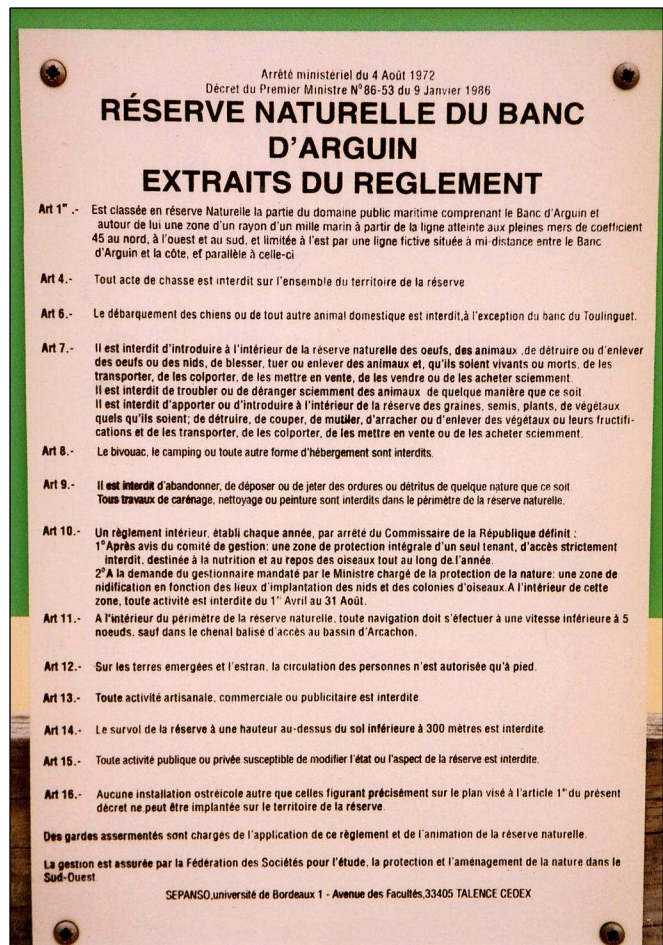 Arrêté ministériel du 4 Août 1972
Décret du Premier Ministre N°86-53 du 9 Janvier 1986
RÉSERVE NATURELLE DU BANC
D'ARGUIN
EXTRAITS DU REGLEMENT
Art 1er .- Est classée en réserve Naturelle la partie du domaine public maritime comprenant le Banc d'Arguin et
autour de lui une zone d'un rayon d'un mille marin à partir de la ligne atteinte aux pleines mers de coefficient
45 au nord, à l'ouest et au sud, et limitée à l'est par une ligne fictive située à mi-distance entre le Banc
d'Arguin et la côte, et parallèle à celle-ci
Art 4.- Tout acte de chasse est interdit sur l'ensemble du territoire de la réserve
Art 6.- Le débarquement des chiens ou de tout autre animal domestique est interdit,à l'exception du banc du Toulinguet.
Art 7.- Il est interdit d'introduire à l'intérieur de la réserve naturelle des oeufs, des animaux ,de détruire ou d'enlever
des oeufs ou des nids, de blesser, tuer ou enlever des animaux et, qu'ils soient vivants ou morts, de les
transporter, de les colporter, de les mettre en vente, de les vendre ou de les acheter sciemment.
Il est interdit de troubler ou de déranger sciemment des animaux de quelque manière que ce soit.
Il est interdit d'apporter ou d'introduire à l'intérieur de la réserve des graines, semis, plants, de végétaux
quels qu'ils soient; de détruire, de couper, de mutiler, d'arracher ou d'enlever des végétaux ou leurs fructifi-
cations et de les transporter, de les colporter, de les mettre en vente ou de les acheter sciemment.
Art 8.- Le bivouac, le camping ou toute autre forme d'hébergement sont interdits.
Art 9.- Il est interdit d'abandonner, de déposer ou de jeter des ordures ou détritus de quelque nature que ce soit.
Tous travaux de carénage, nettoyage ou peinture sont interdits dans le périmètre de la réserve naturelle.
Art 10.- Un règlement intérieur, établi chaque année, par arrêté du Commissaire de la République définit :
1°Après avis du comité de gestion: une zone de protection intégrale d'un seul tenant, d'accès strictement
interdit, destinée à la nutrition et au repos des oiseaux tout au long de l'année.
2°A la demande du gestionnaire mandaté par le Ministre chargé de la protection de la nature: une zone de
nidification en fonction des lieux d'implantation des nids et des colonies d'oiseaux.A l'intérieur de cette
zone, toute activité est interdite du 1er Avril au 31 Août.
Art 11.- A l'intérieur du périmètre de la réserve naturelle, toute navigation doit s'éfectuer à une vitesse inférieure à 5
noeuds, sauf dans le chenal balisé d'accès au bassin d'Arcachon.
Art 12.- Sur les terres emergées et l'estran, la circulation des personnes n'est autorisée qu'à pied.
Art 13.- Toute activité artisanale, commerciale ou publicitaire est interdite.
Art 14.- Le survol de la réserve à une hauteur au-dessus du sol inférieure à 300 mètres est interdite.
Art 15.- Toute activité publique ou privée susceptible de modifier l'état ou l'aspect de la réserve est interdite.
Art 16.- Aucune installation ostréicole autre que celles figurant précisément sur le plan visé à l'article 1er du présent
décret ne peut être implantée sur le territoire de la réserve.
Des gardes assermentés sont chargés de l'application de ce règlement et de l'animation de la réserve naturelle.
La gestion est assurée par la Fédération des Sociétés pour l'étude, la protection et l'aménagement de la nature dans le
Sud-Ouest
SEPANSO,université de Bordeaux 1 - Avenue des Facultés,33405 TALENCE CEDEX